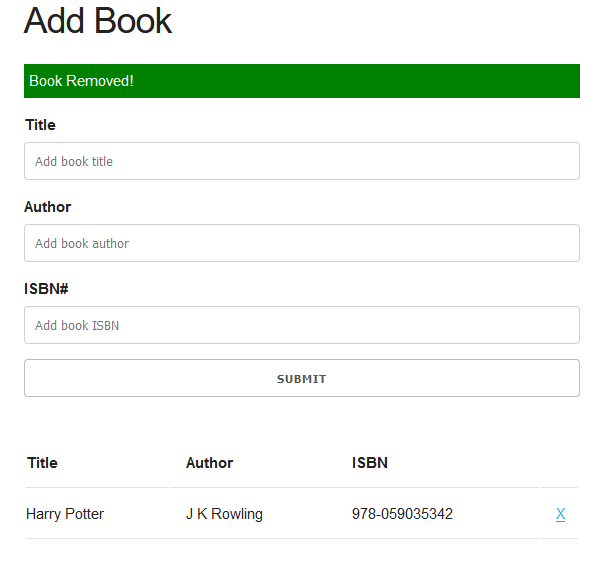 Add Book
Book Removed!
Title
Add book title
Author
Add book author
ISBN#
Add book ISBN
SUBMIT
Title Author ISBN
Harry Potter J K Rowling 978-059035342 X